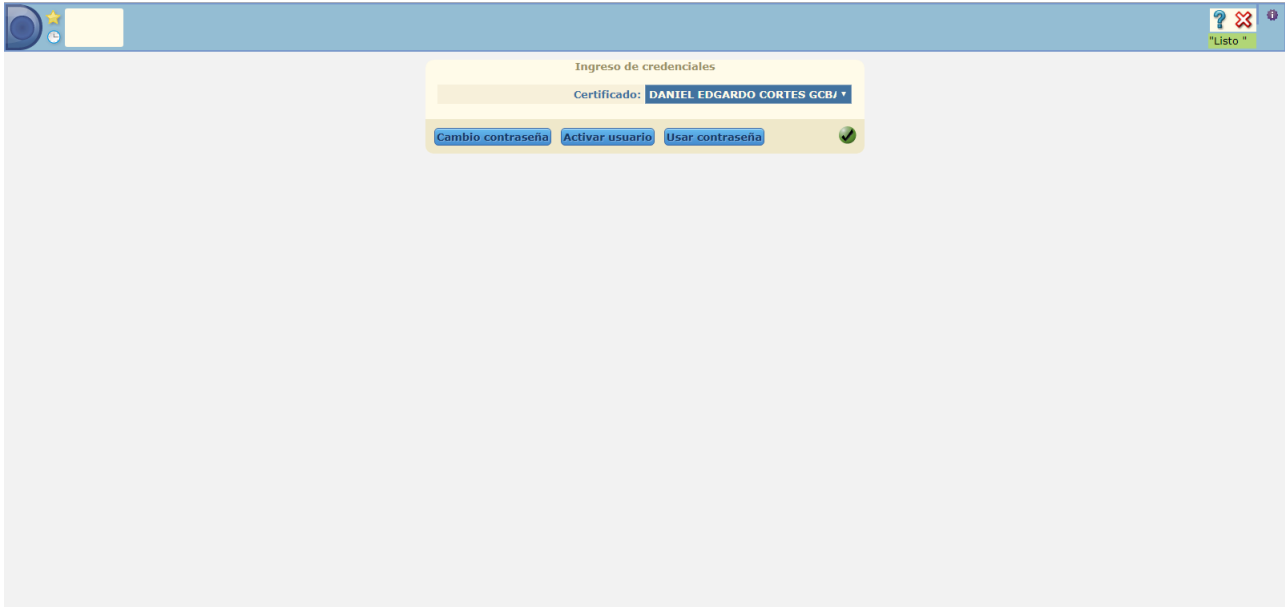 ?
"Listo "
Ingreso de credenciales
Certificado: DANIEL EDGARDO CORTES GCB/
Cambio contraseña Activar usuario Usar contraseña